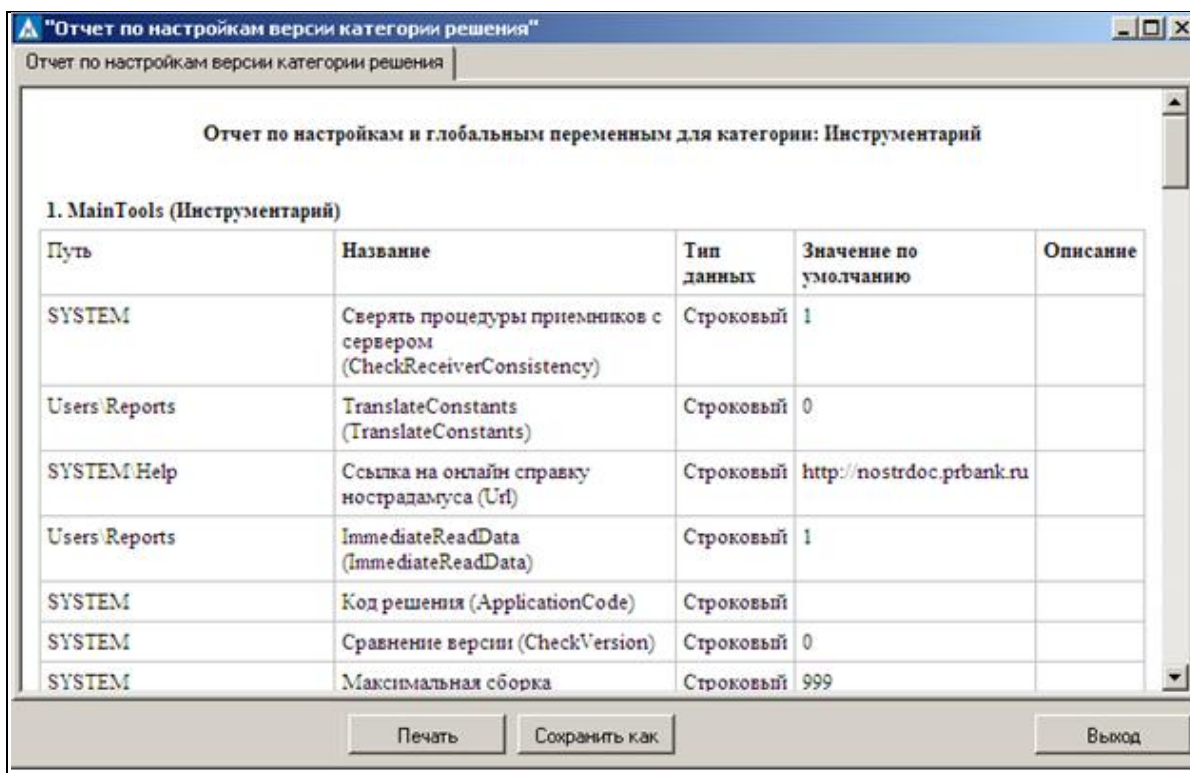 "Отчет по настройкам версии категории решения"
Отчет по настройкам версии категории решения
Отчет по настройкам и глобальным переменным для категории: Инструментарий
1. MainTools (Инструментарий)
Путь Название Тип данных Значение по умолчанию Описание
SYSTEM Сверять процедуры приемников с сервером (CheckReceiverConsistency) Строковый 1
Users\Reports TranslateConstants (TranslateConstants) Строковый 0
SYSTEM\Help Ссылка на онлайн справку нострадамуса (Url) Строковый http://nostrdoc.prbank.ru
Users\Reports ImmediateReadData (ImmediateReadData) Строковый 1
SYSTEM Код решения (ApplicationCode) Строковый
SYSTEM Сравнение версии (CheckVersion) Строковый 0
SYSTEM Максимальная сборка Строковый 999
Печать Сохранить как Выход